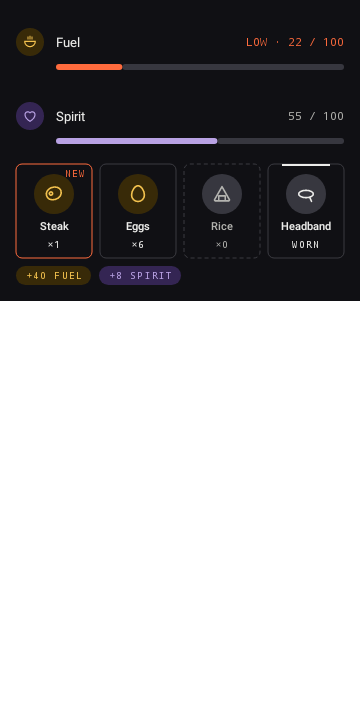 Fuel LOW · 22 / 100
Spirit 55 / 100
NEW
Steak Eggs Rice Headband
×1 ×6 ×0 WORN
+40 FUEL +8 SPIRIT